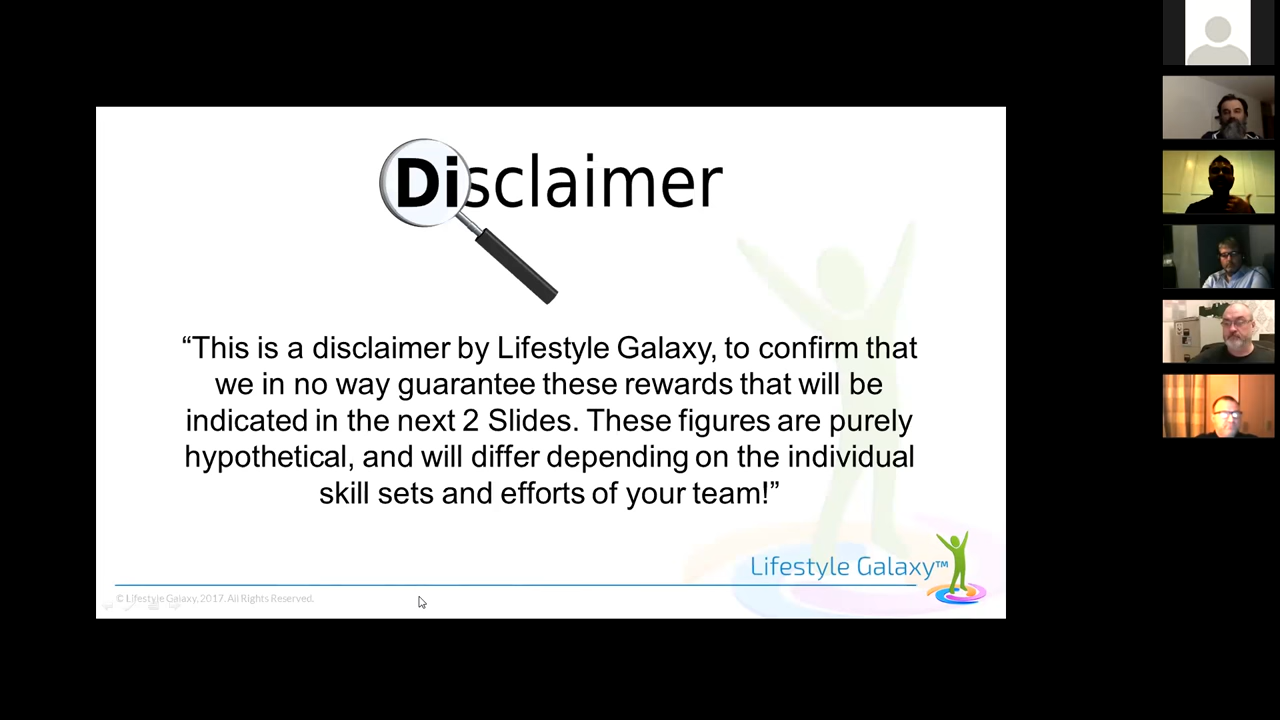 Disclaimer
“This is a disclaimer by Lifestyle Galaxy, to confirm that
we in no way guarantee these rewards that will be
indicated in the next 2 Slides. These figures are purely
hypothetical, and will differ depending on the individual
skill sets and efforts of your team!”
Lifestyle Galaxy™
© Lifestyle Galaxy, 2017. All Rights Reserved.